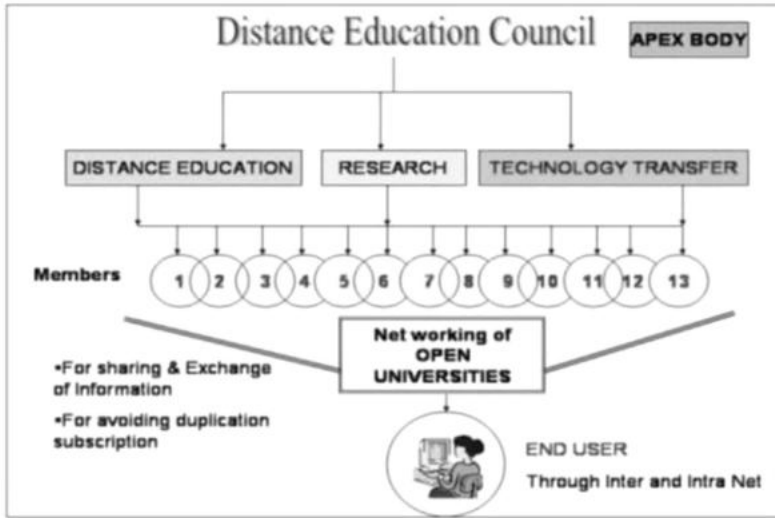 Distance Education Council
APEX BODY
DISTANCE EDUCATION
RESEARCH
TECHNOLOGY TRANSFER
Members
1 2 3 4 5 6 7 8 9 10 11 12 13
Net working of
OPEN
UNIVERSITIES
▪For sharing & Exchange
of Information
▪For avoiding duplication
subscription
END USER
Through Inter and Intra Net